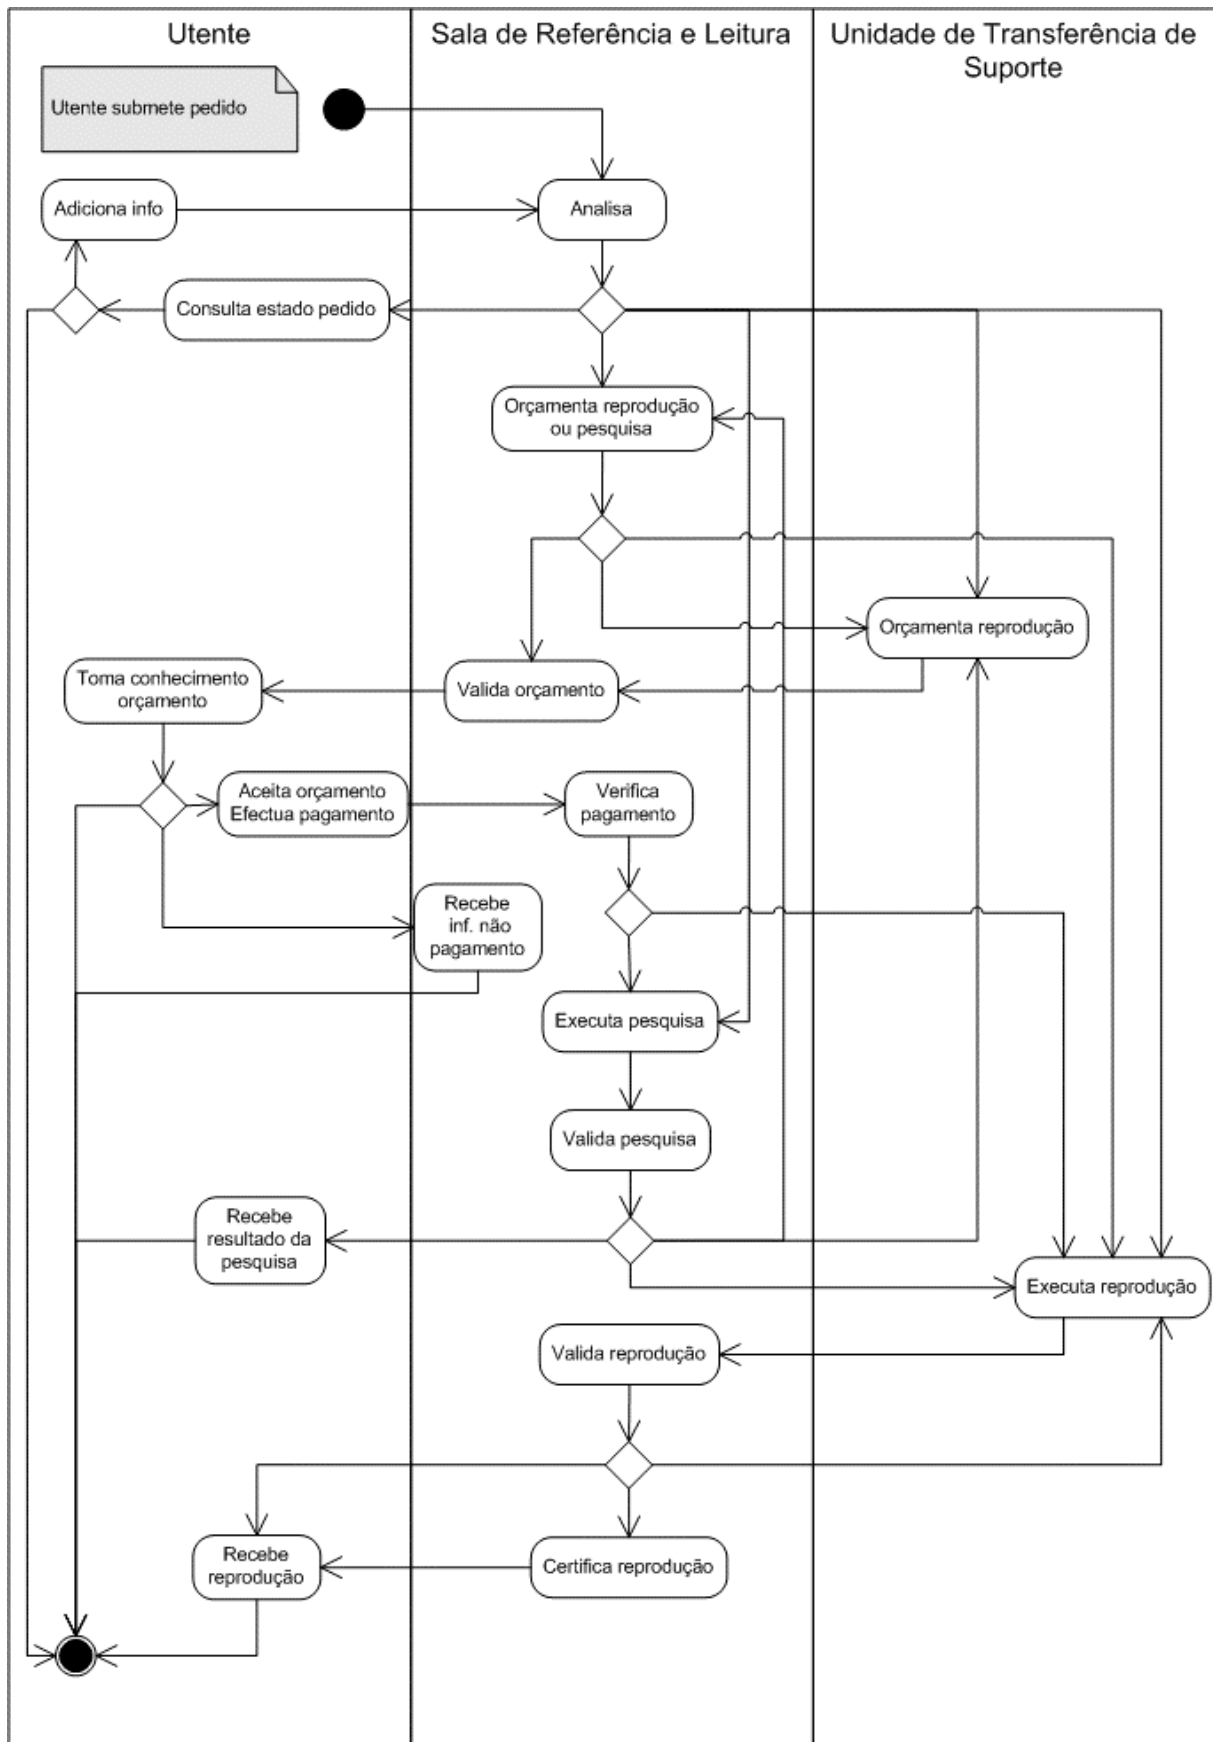 Utente
Sala de Referência e Leitura
Unidade de Transferência de
Suporte
Utente submete pedido
Adiciona info
Analisa
Consulta estado pedido
Orçamenta reprodução
ou pesquisa
Orçamenta reprodução
Toma conhecimento
orçamento
Valida orçamento
Aceita orçamento
Efectua pagamento
Verifica
pagamento
Recebe
inf. não
pagamento
Executa pesquisa
Valida pesquisa
Recebe
resultado da
pesquisa
Executa reprodução
Valida reprodução
Recebe
reprodução
Certifica reprodução